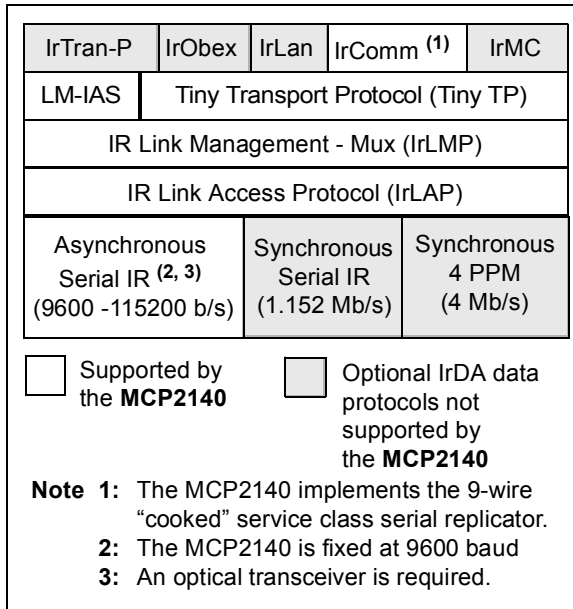 IrTran-P IrObex IrLan IrComm (1) IrMC
LM-IAS Tiny Transport Protocol (Tiny TP)
IR Link Management - Mux (IrLMP)
IR Link Access Protocol (IrLAP)
Asynchronous
Serial IR (2, 3)
(9600 -115200 b/s)
Synchronous
Serial IR
(1.152 Mb/s)
Synchronous
4 PPM
(4 Mb/s)
Supported by
the MCP2140
Optional IrDA data
protocols not
supported by
the MCP2140
Note 1: The MCP2140 implements the 9-wire
“cooked” service class serial replicator.
2: The MCP2140 is fixed at 9600 baud
3: An optical transceiver is required.